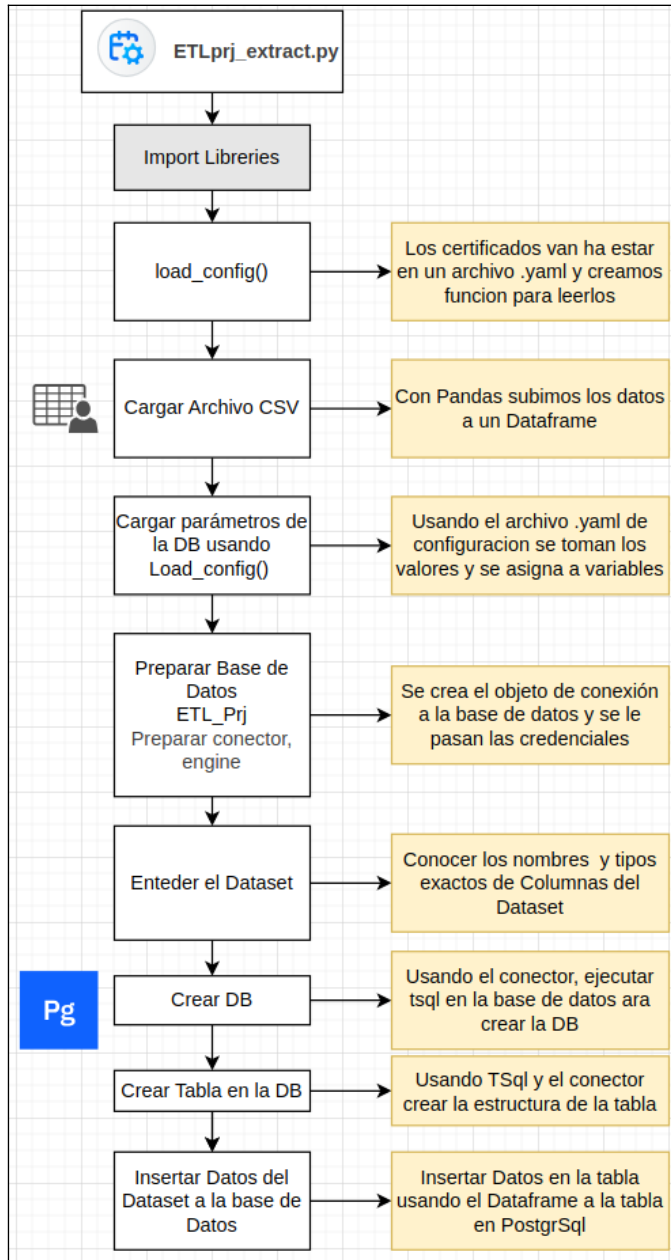 ETLprj_extract.py
Import Libreries
load_config()
Los certificados van ha estar
en un archivo .yaml y creamos
funcion para leerlos
Cargar Archivo CSV
Con Pandas subimos los datos
a un Dataframe
Cargar parámetros de
la DB usando
Load_config()
Usando el archivo .yaml de
configuracion se toman los
valores y se asigna a variables
Preparar Base de
Datos
ETL_Prj
Preparar conector,
engine
Se crea el objeto de conexión
a la base de datos y se le
pasan las credenciales
Enteder el Dataset
Conocer los nombres y tipos
exactos de Columnas del
Dataset
Pg
Crear DB
Usando el conector, ejecutar
tsql en la base de datos ara
crear la DB
Crear Tabla en la DB
Usando TSql y el conector
crear la estructura de la tabla
Insertar Datos del
Dataset a la base de
Datos
Insertar Datos en la tabla
usando el Dataframe a la tabla
en PostgrSql